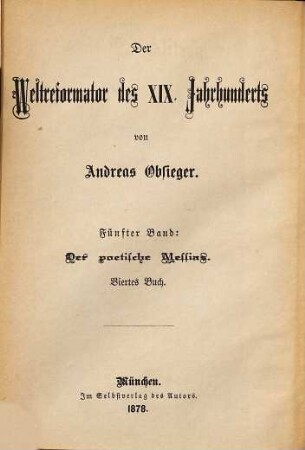 Der
Weltreformator des XIX. Jahrhunderts
von
Andreas Obsieger.
Fünfter Band:
Der poetische Messias.
Viertes Buch.
München.
Im Selbstverlag des Autors.
1878.